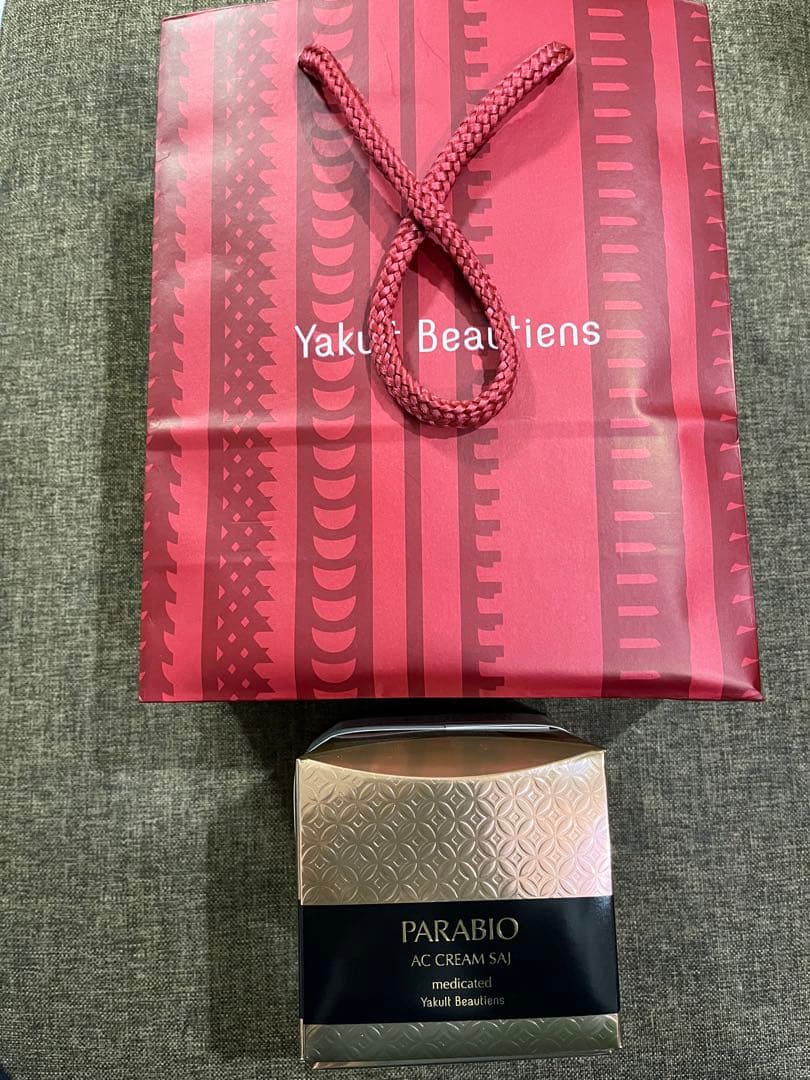 Yakult Beautiens
PARABIO
AC CREAM SAJ
medicated
Yakult Beautiens